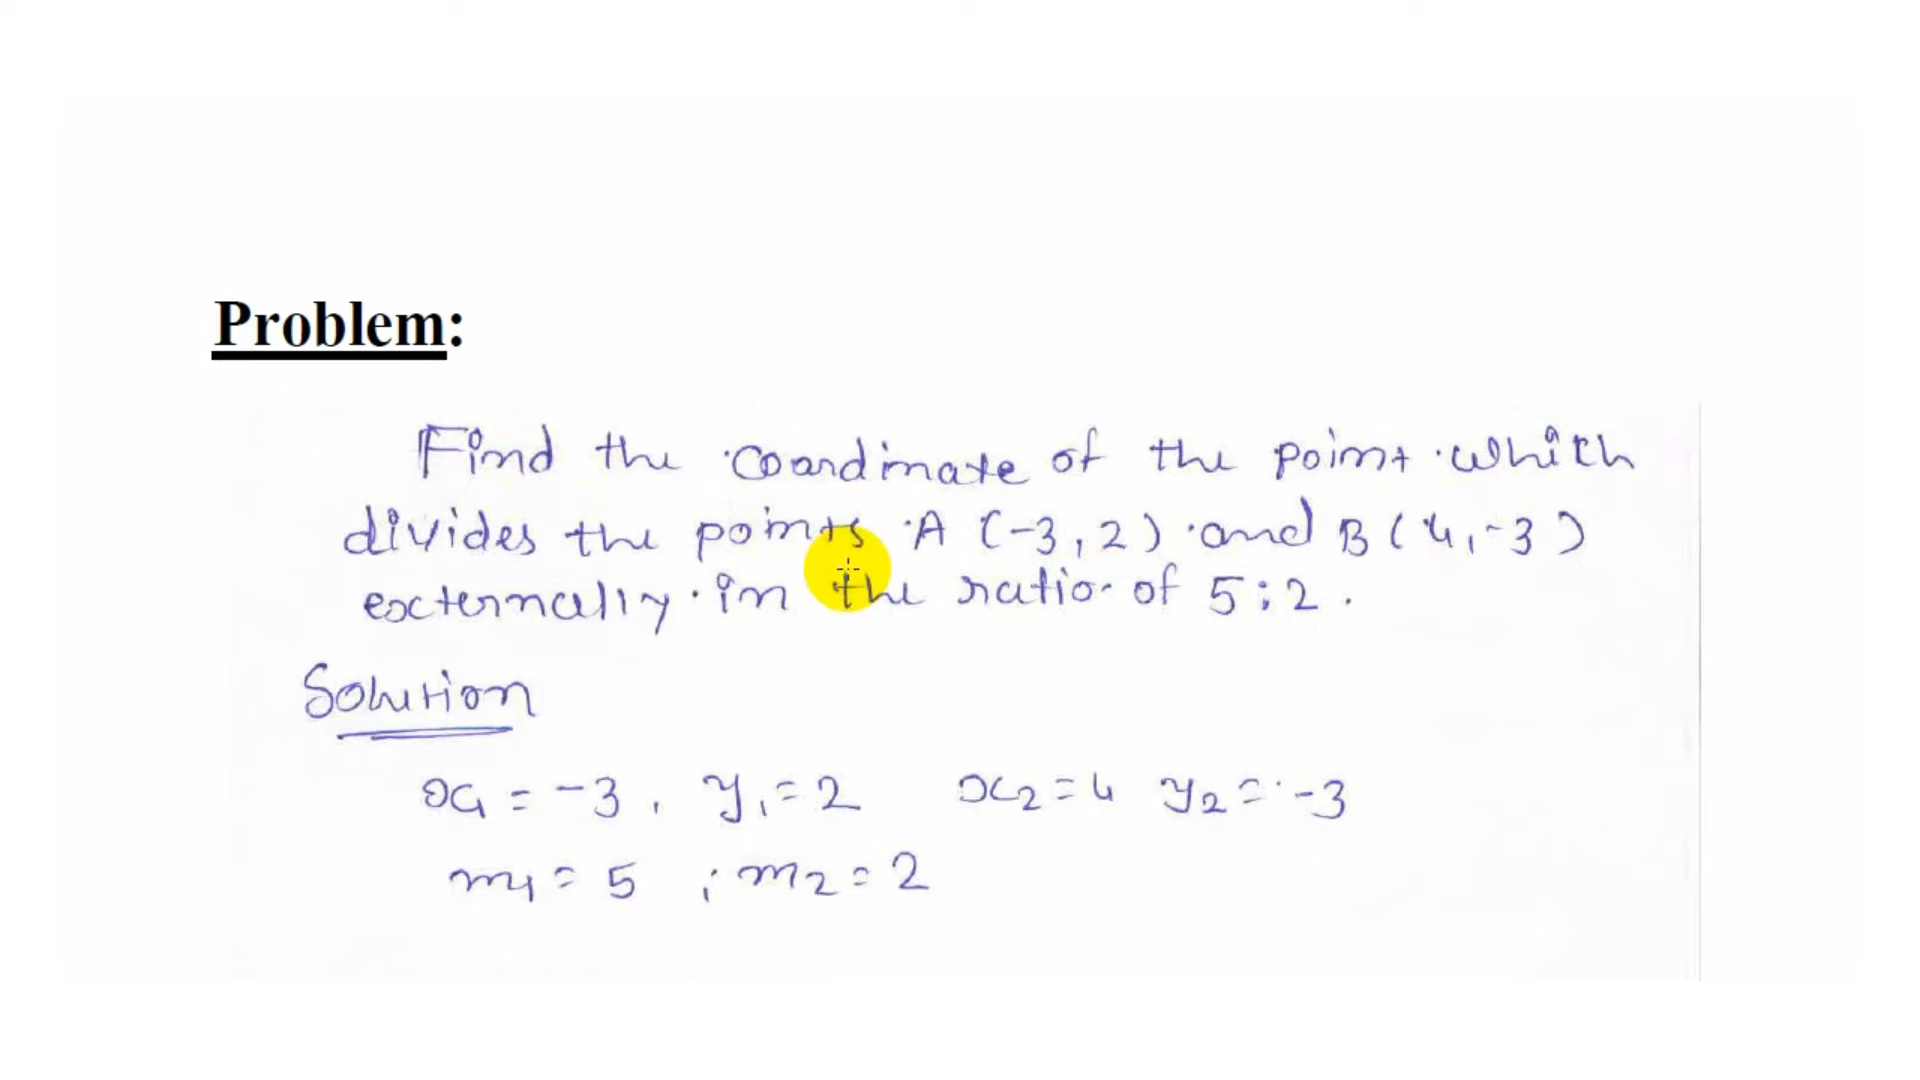 Problem:
Find the coordinate of the point which
divides the points A (-3, 2) and B (4, -3)
externally in the ratio of 5:2.
Solution
x1 = -3, y1 = 2 x2 = 4 y2 = -3
m1 = 5 ; m2 = 2